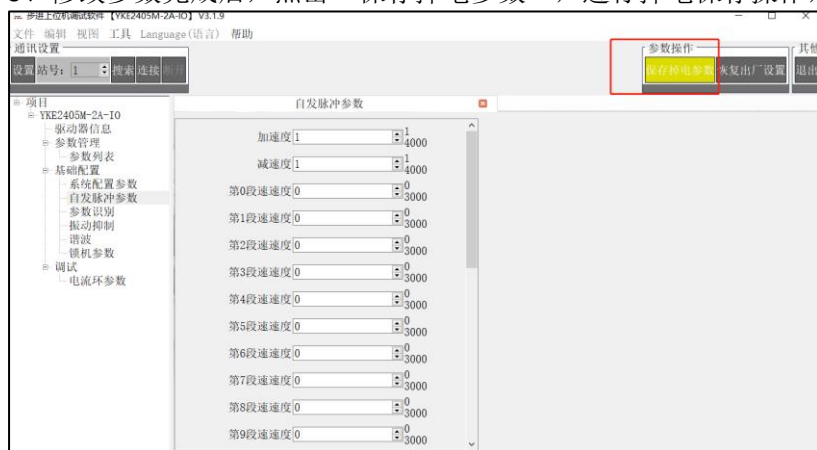 步进上位机调试软件【YKE2405M-2A-IO】V3.1.9
文件 编辑 视图 工具 Language(语言) 帮助
通讯设置 参数操作 其他
设置 站号: 1 搜索 连接 断开 保存掉电参数 恢复出厂设置 退出
项目 自发脉冲参数
YKE2405M-2A-IO
驱动器信息
参数管理
参数列表
基础配置
系统配置参数
自发脉冲参数
参数识别
振动抑制
谐波
锁机参数
调试
电流环参数
加速度 1 1 4000
减速度 1 1 4000
第0段速速度 0 0 3000
第1段速速度 0 0 3000
第2段速速度 0 0 3000
第3段速速度 0 0 3000
第4段速速度 0 0 3000
第5段速速度 0 0 3000
第6段速速度 0 0 3000
第7段速速度 0 0 3000
第8段速速度 0 0 3000
第9段速速度 0 0 3000